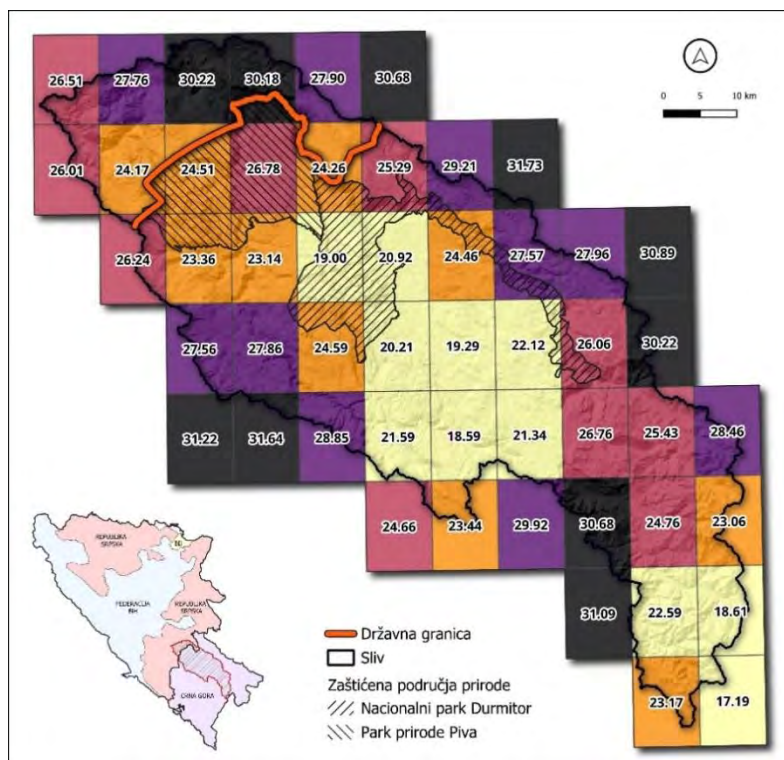 26.51 27.76 30.22 30.18 27.90 30.68
0 5 10 km
26.01 24.17 24.51 26.78 24.26 25.29 29.21 31.73
26.24 23.36 23.14 19.00 20.92 24.46 27.57 27.96 30.89
27.56 27.86 24.59 20.21 19.29 22.12 26.06 30.22
31.22 31.64 28.85 21.59 18.59 21.34 26.76 25.43 28.46
24.66 23.44 29.92 30.68 24.76 23.06
31.09 22.59 18.61
23.17 17.19
REPUBLIKA
SRPSKA
BD
FEDERACIJA
BIH
REPUBLIKA
SRPSKA
CRNA GORA
Državna granica
Sliv
Zaštićena područja prirode
Nacionalni park Durmitor
Park prirode Piva